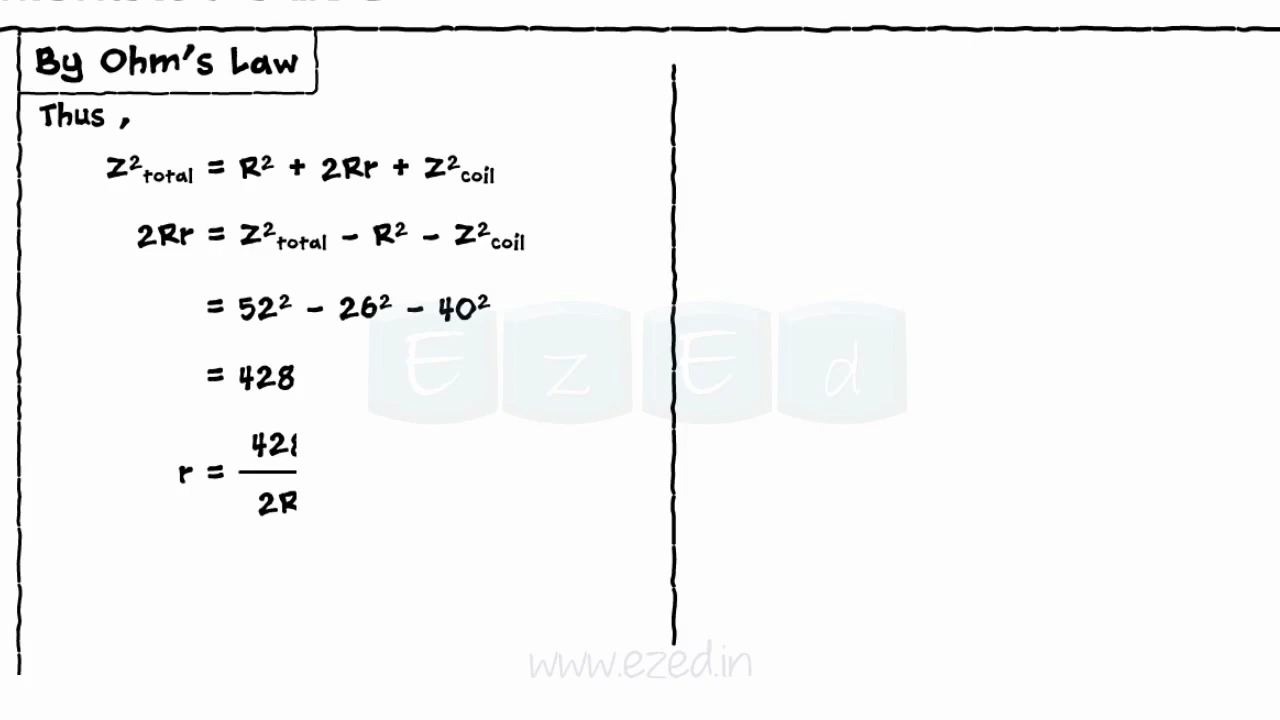 By Ohm's Law
Thus ,
Z²total = R² + 2Rr + Z²coil
2Rr = Z²total – R² – Z²coil
= 52² – 26² – 40²
= 428
r = 
2R
E z E d
www.ezed.in